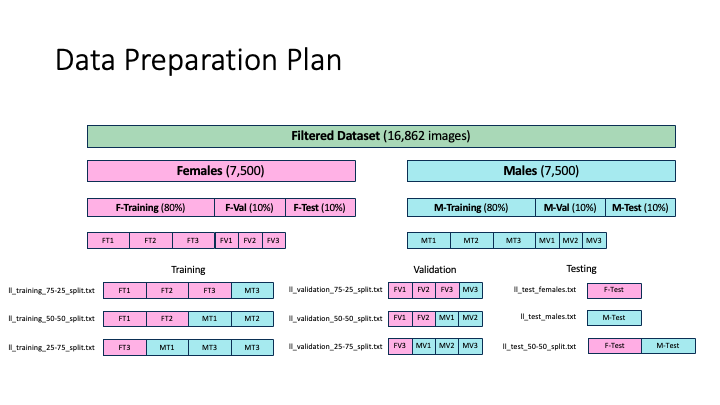 Data Preparation Plan
Filtered Dataset (16,862 images)
Females (7,500)
Males (7,500)
F-Training (80%) F-Val (10%) F-Test (10%)
M-Training (80%) M-Val (10%) M-Test (10%)
FT1 FT2 FT3 FV1 FV2 FV3
MT1 MT2 MT3 MV1 MV2 MV3
Training
ll_training_75-25_split.txt FT1 FT2 FT3 MT3
ll_training_50-50_split.txt FT1 FT2 MT1 MT2
ll_training_25-75_split.txt FT3 MT1 MT3 MT3
Validation
ll_validation_75-25_split.txt FV1 FV2 FV3 MV3
ll_validation_50-50_split.txt FV1 FV2 MV1 MV2
ll_validation_25-75_split.txt FV3 MV1 MV2 MV3
Testing
ll_test_females.txt F-Test
ll_test_males.txt M-Test
ll_test_50-50_split.txt F-Test M-Test